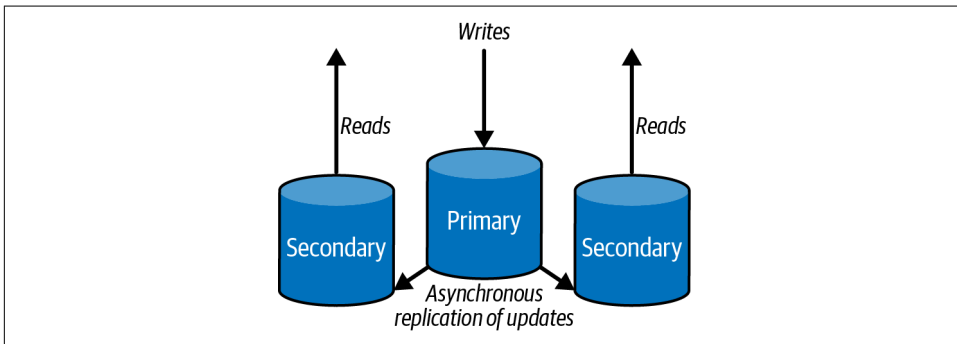 Writes
Reads
Reads
Primary
Secondary
Secondary
Asynchronous
replication of updates